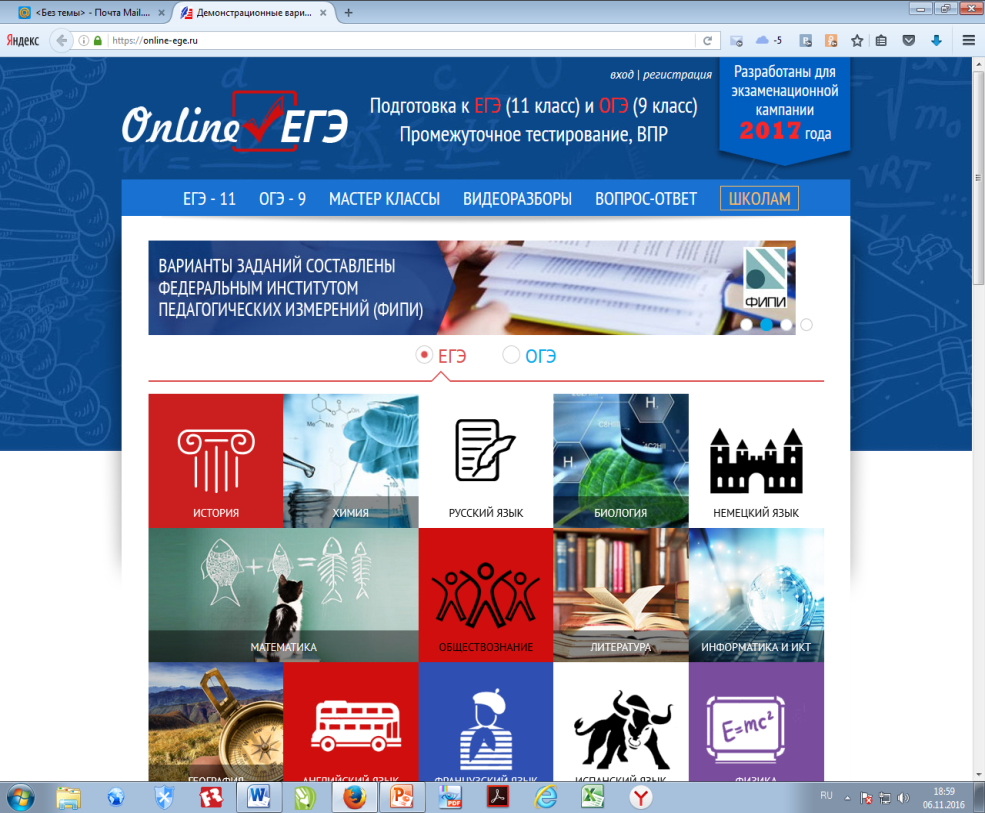 <Без темы> - Почта Mail....
Демонстрационные вари...
Яндекс
https://online-ege.ru
-5
вход | регистрация
Online ЕГЭ
Подготовка к ЕГЭ (11 класс) и ОГЭ (9 класс)
Промежуточное тестирование, ВПР
Разработаны для
экзаменационной
кампании
2017 года
ЕГЭ - 11 ОГЭ - 9 МАСТЕР КЛАССЫ ВИДЕОРАЗБОРЫ ВОПРОС-ОТВЕТ ШКОЛАМ
ВАРИАНТЫ ЗАДАНИЙ СОСТАВЛЕНЫ
ФЕДЕРАЛЬНЫМ ИНСТИТУТОМ
ПЕДАГОГИЧЕСКИХ ИЗМЕРЕНИЙ (ФИПИ)
ФИПИ
ЕГЭ ОГЭ
ИСТОРИЯ ХИМИЯ РУССКИЙ ЯЗЫК БИОЛОГИЯ НЕМЕЦКИЙ ЯЗЫК
МАТЕМАТИКА ОБЩЕСТВОЗНАНИЕ ЛИТЕРАТУРА ИНФОРМАТИКА И ИКТ
E=mc²
ГЕОГРАФИЯ АНГЛИЙСКИЙ ЯЗЫК ФРАНЦУЗСКИЙ ЯЗЫК ИСПАНСКИЙ ЯЗЫК ФИЗИКА
RU
18:59
06.11.2016